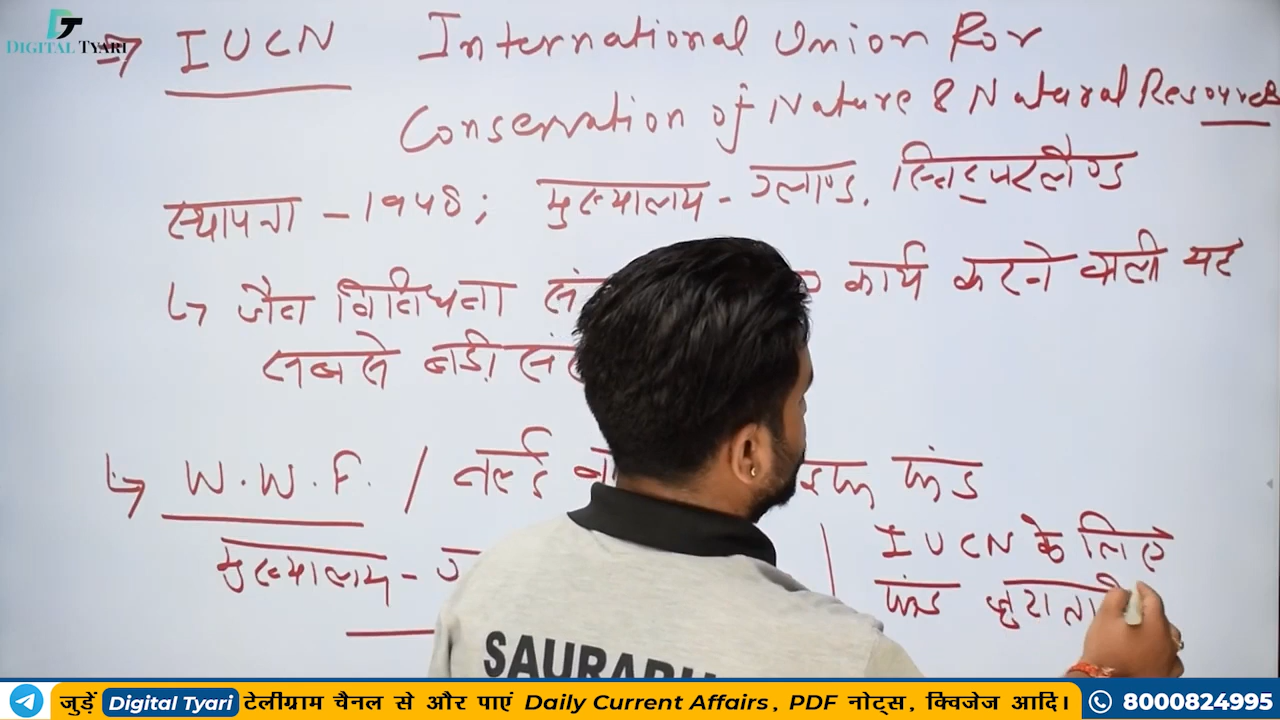 DIGITAL TYARI
⇒ IUCN International Union For
Conservation of Nature & Natural Resources
स्थापना - 1948; मुख्यालय - ग्लाण्ड, स्विट्जरलैण्ड
↳ जैव विविधता कार्य करने वाली यह
सबसे बड़ी
↳ W.W.F. / वर्ल्ड फंड
मुख्यालय -
IUCN के लिए
फंड जुटाता
SAURABH
जुड़ें Digital Tyari टेलीग्राम चैनल से और पाएं Daily Current Affairs, PDF नोट्स, क्विजेज आदि। 8000824995